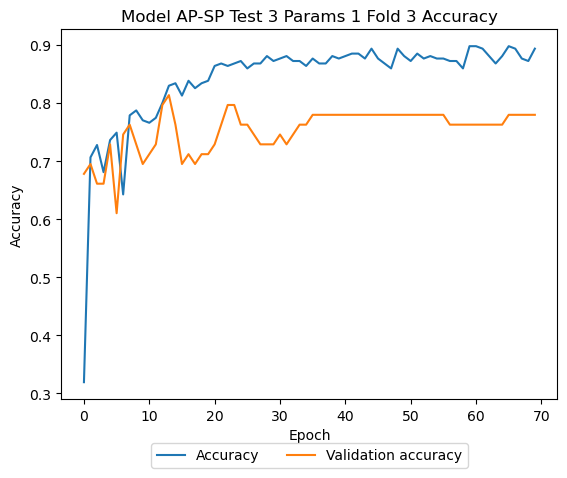 Model AP-SP Test 3 Params 1 Fold 3 Accuracy
0.9
0.8
0.7
0.6
0.5
0.4
0.3
Accuracy
0 10 20 30 40 50 60 70
Epoch
Accuracy Validation accuracy